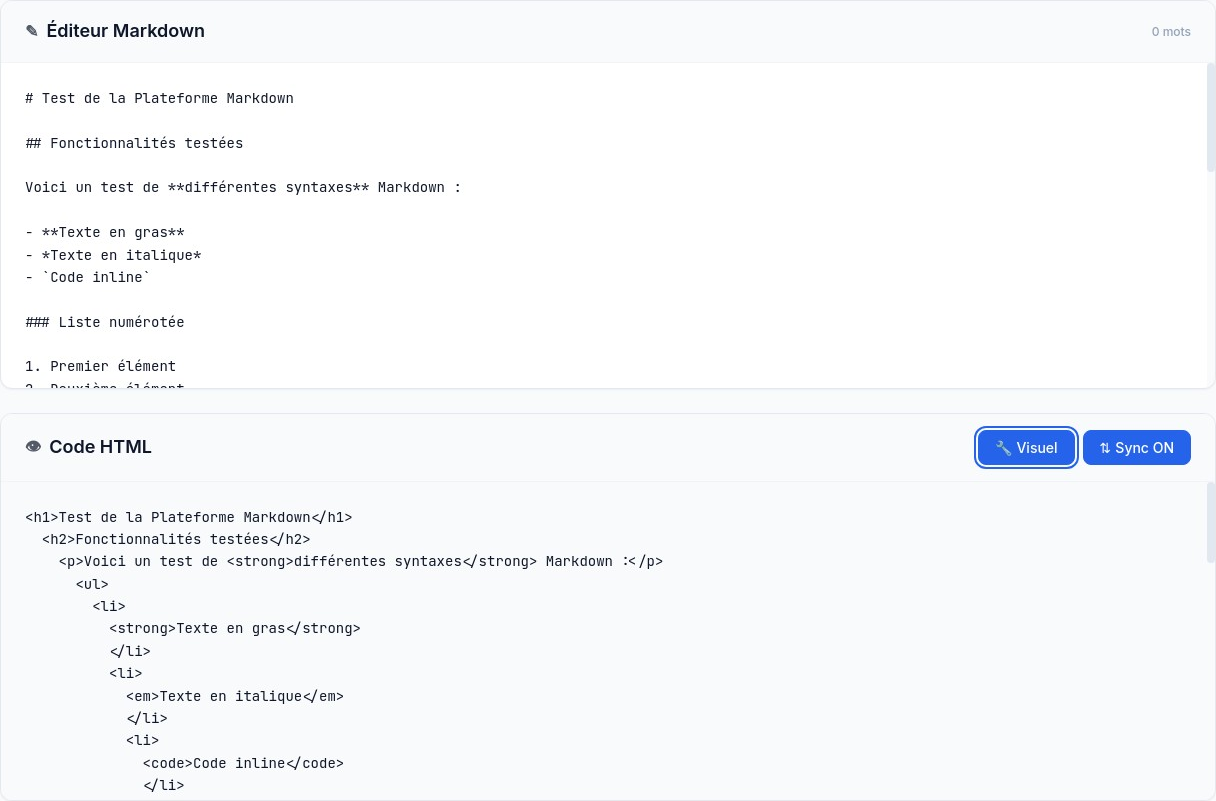 ✎ Éditeur Markdown
0 mots
# Test de la Plateforme Markdown
## Fonctionnalités testées
Voici un test de **différentes syntaxes** Markdown :
- **Texte en gras**
- *Texte en italique*
- `Code inline`
### Liste numérotée
1. Premier élément
2. Deuxième élément
👁 Code HTML
🔧 Visuel
⇅ Sync ON
<h1>Test de la Plateforme Markdown</h1>
<h2>Fonctionnalités testées</h2>
<p>Voici un test de <strong>différentes syntaxes</strong> Markdown :</p>
<ul>
<li>
<strong>Texte en gras</strong>
</li>
<li>
<em>Texte en italique</em>
</li>
<li>
<code>Code inline</code>
</li>